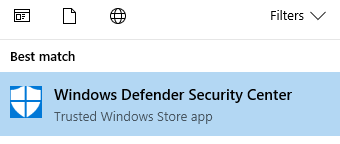 Filters
Best match
Windows Defender Security Center
Trusted Windows Store app